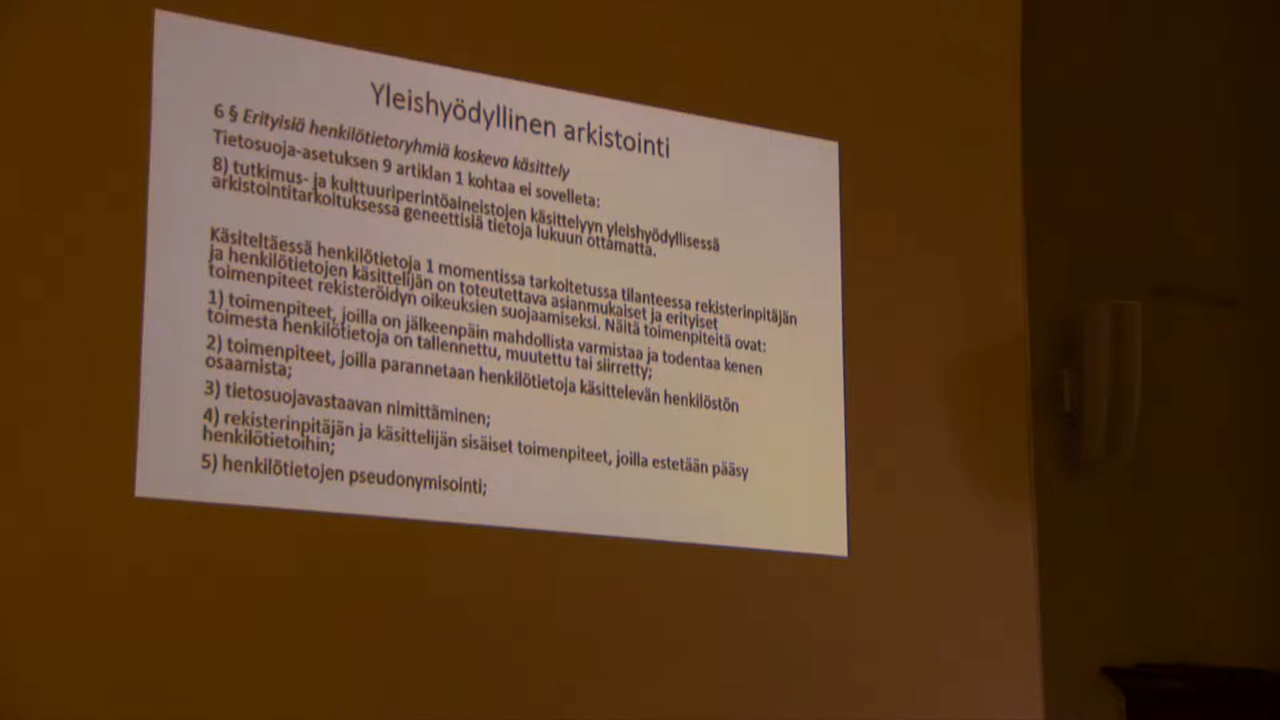 Yleishyödyllinen arkistointi
6 § Erityisiä henkilötietoryhmiä koskeva käsittely
Tietosuoja-asetuksen 9 artiklan 1 kohtaa ei sovelleta:
8) tutkimus- ja kulttuuriperintöaineistojen käsittelyyn yleishyödyllisessä
arkistointitarkoituksessa geneettisiä tietoja lukuun ottamatta.
Käsiteltäessä henkilötietoja 1 momentissa tarkoitetussa tilanteessa rekisterinpitäjän
ja henkilötietojen käsittelijän on toteutettava asianmukaiset ja erityiset
toimenpiteet rekisteröidyn oikeuksien suojaamiseksi. Näitä toimenpiteitä ovat:
1) toimenpiteet, joilla on jälkeenpäin mahdollista varmistaa ja todentaa kenen
toimesta henkilötietoja on tallennettu, muutettu tai siirretty;
2) toimenpiteet, joilla parannetaan henkilötietoja käsittelevän henkilöstön
osaamista;
3) tietosuojavastaavan nimittäminen;
4) rekisterinpitäjän ja käsittelijän sisäiset toimenpiteet, joilla estetään pääsy
henkilötietoihin;
5) henkilötietojen pseudonymisointi;